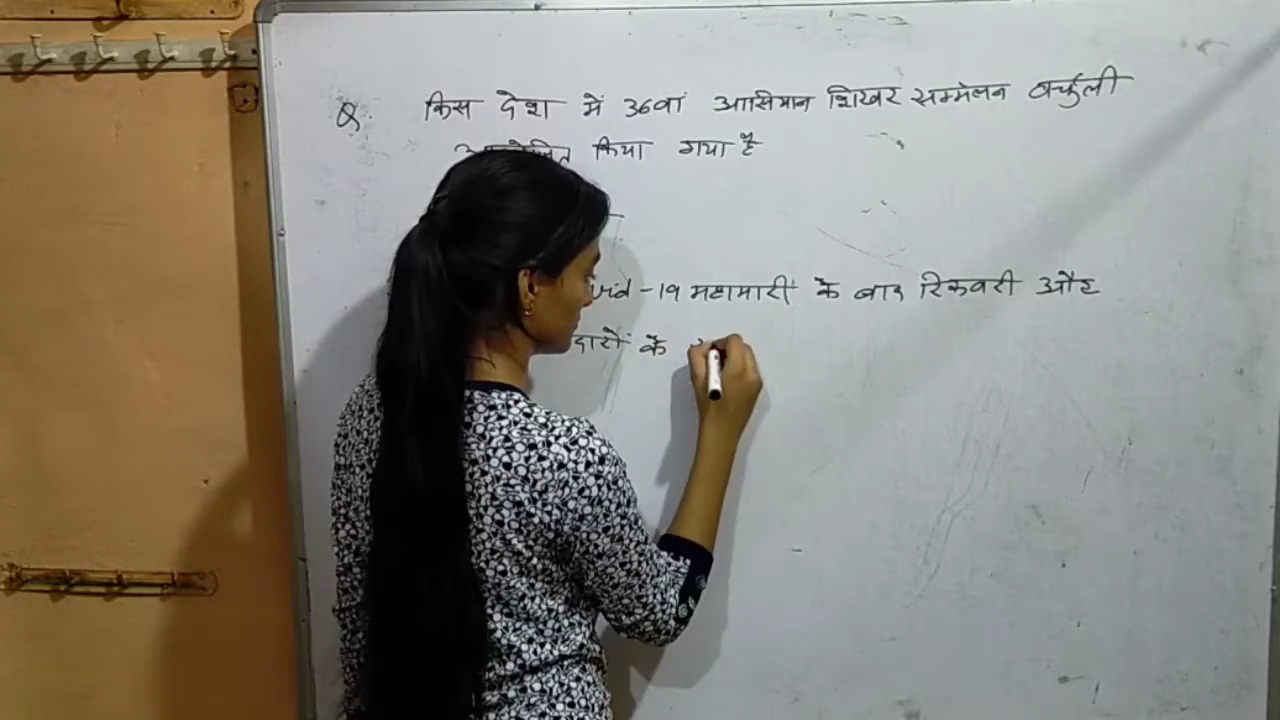 Q. किस देश में 36वां आसियान शिखर सम्मेलन वर्चुली
किया गया है
-19 महामारी के बाद रिकवरी और
के